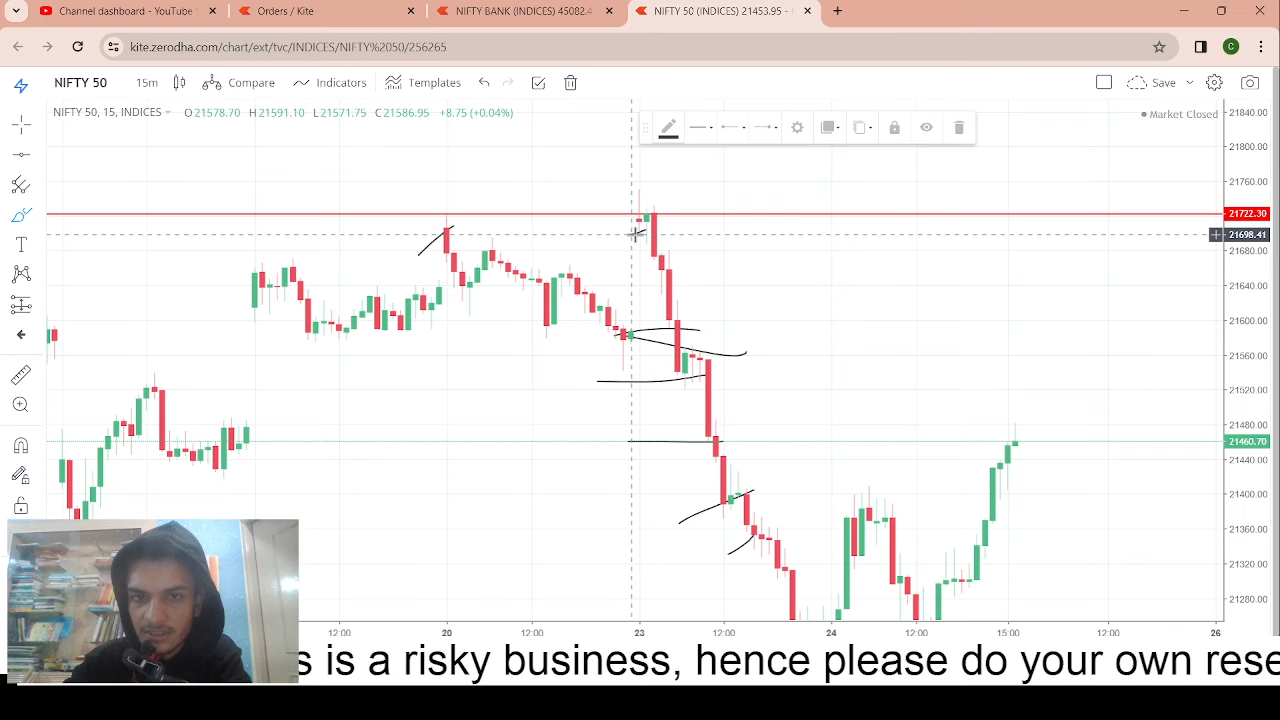 Channel dashboard - YouTube
Orders / Kite
NIFTY BANK (INDICES) 45082.4
NIFTY 50 (INDICES) 21453.95 -
kite.zerodha.com/chart/ext/tvc/INDICES/NIFTY%2050/256265
C
NIFTY 50
15m
Compare
Indicators
Templates
Save
NIFTY 50, 15, INDICES
O21578.70 H21591.10 L21571.75 C21586.95 +8.75 (+0.04%)
Market Closed
21840.00
21800.00
21760.00
21722.30
21698.41
21680.00
21640.00
21600.00
21560.00
21520.00
21480.00
21460.70
21440.00
21400.00
21360.00
21320.00
21280.00
12:00
20
12:00
23
12:00
24
12:00
15:00
12:00
26
s is a risky business, hence please do your own rese